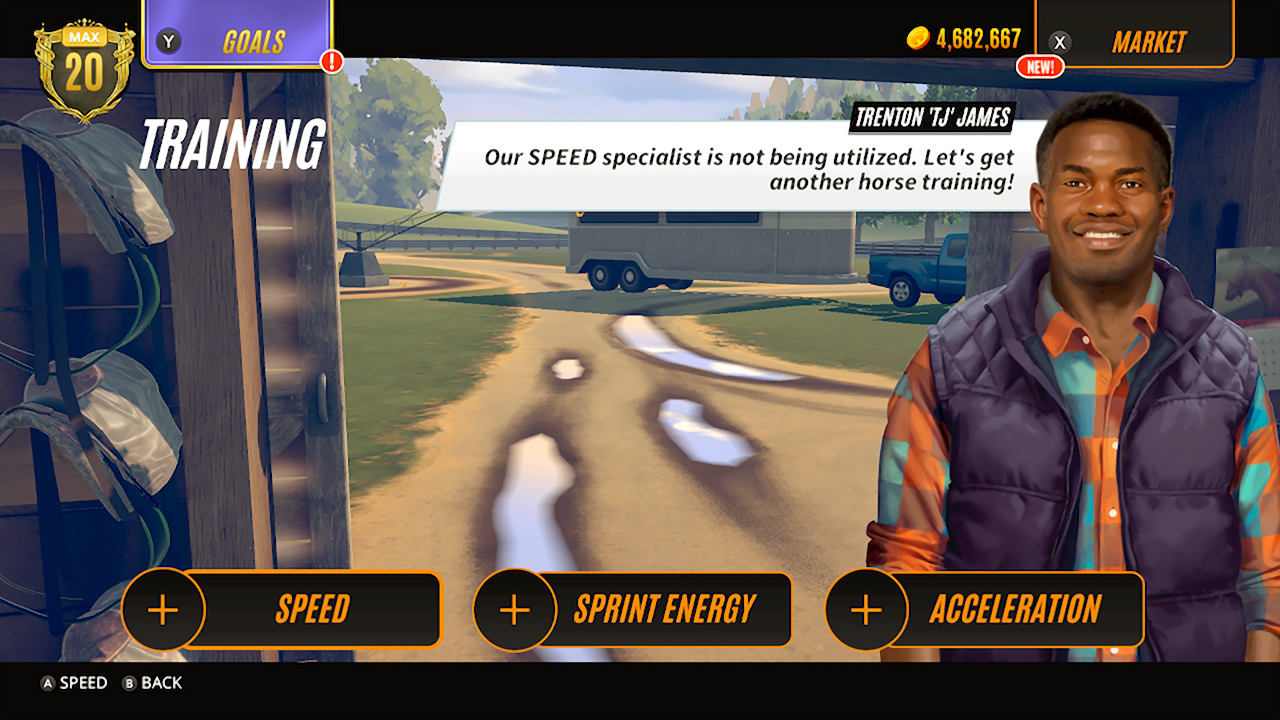 MAX
20
Y GOALS
!
4,682,667
X MARKET
NEW!
TRAINING
TRENTON 'TJ' JAMES
Our SPEED specialist is not being utilized. Let's get
another horse training!
+ SPEED
+ SPRINT ENERGY
+ ACCELERATION
A SPEED B BACK